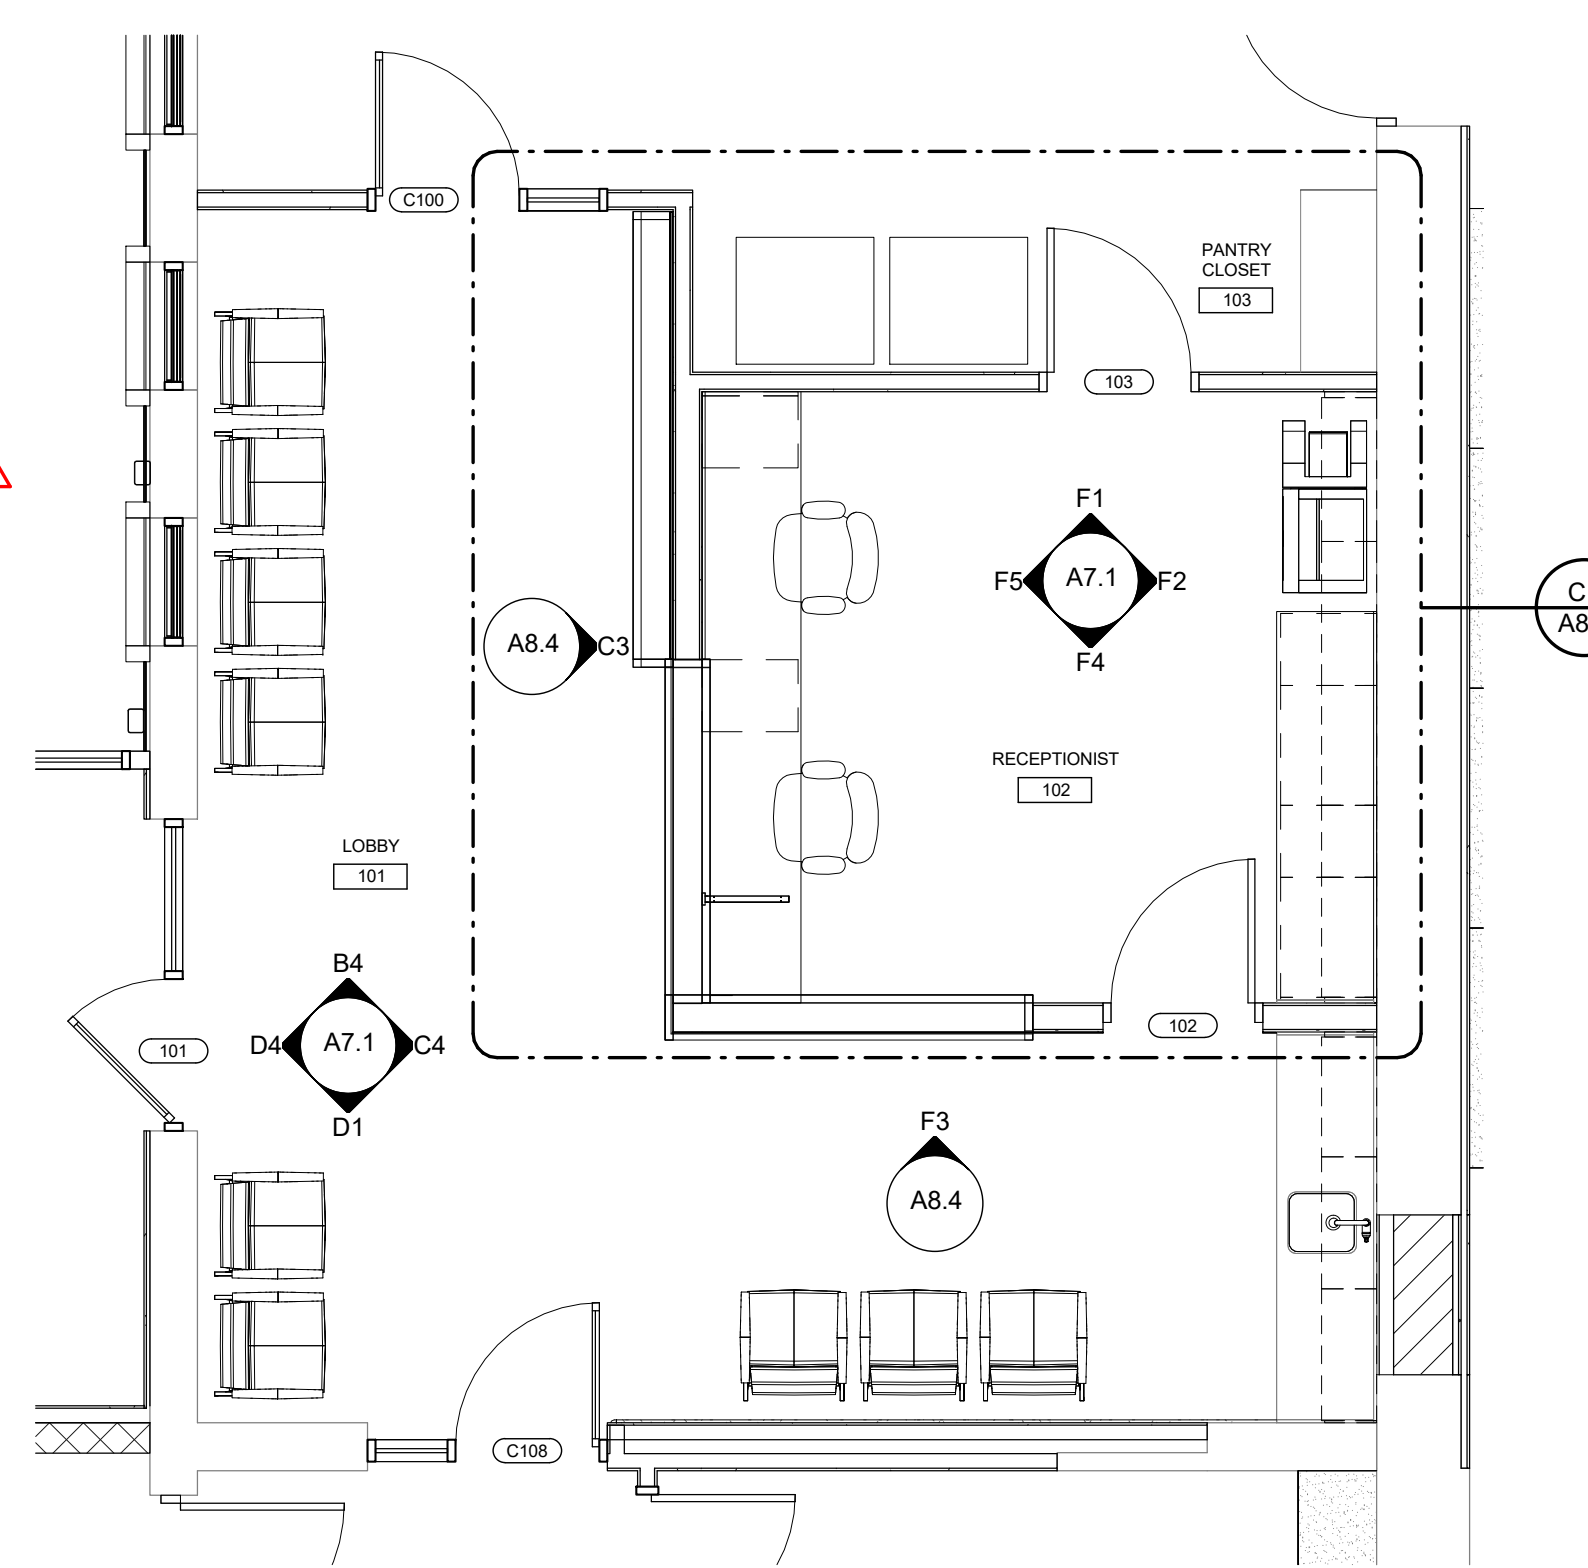 C100
PANTRY
CLOSET
103
103
F1
F5
A7.1
F2
F4
A8.4
C3
C
A8
RECEPTIONIST
102
LOBBY
101
B4
D4
A7.1
C4
D1
101
102
F3
A8.4
C108